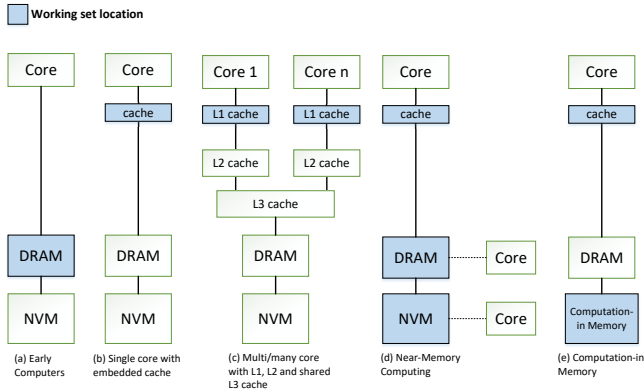 Working set location
Core
Core
Core 1
Core n
Core
Core
cache
L1 cache
L1 cache
cache
cache
L2 cache
L2 cache
L3 cache
DRAM
DRAM
DRAM
DRAM
Core
DRAM
NVM
NVM
NVM
NVM
Core
Computation-
in Memory
(a) Early
Computers
(b) Single core with
embedded cache
(c) Multi/many core
with L1, L2 and shared
L3 cache
(d) Near-Memory
Computing
(e) Computation-in
Memory